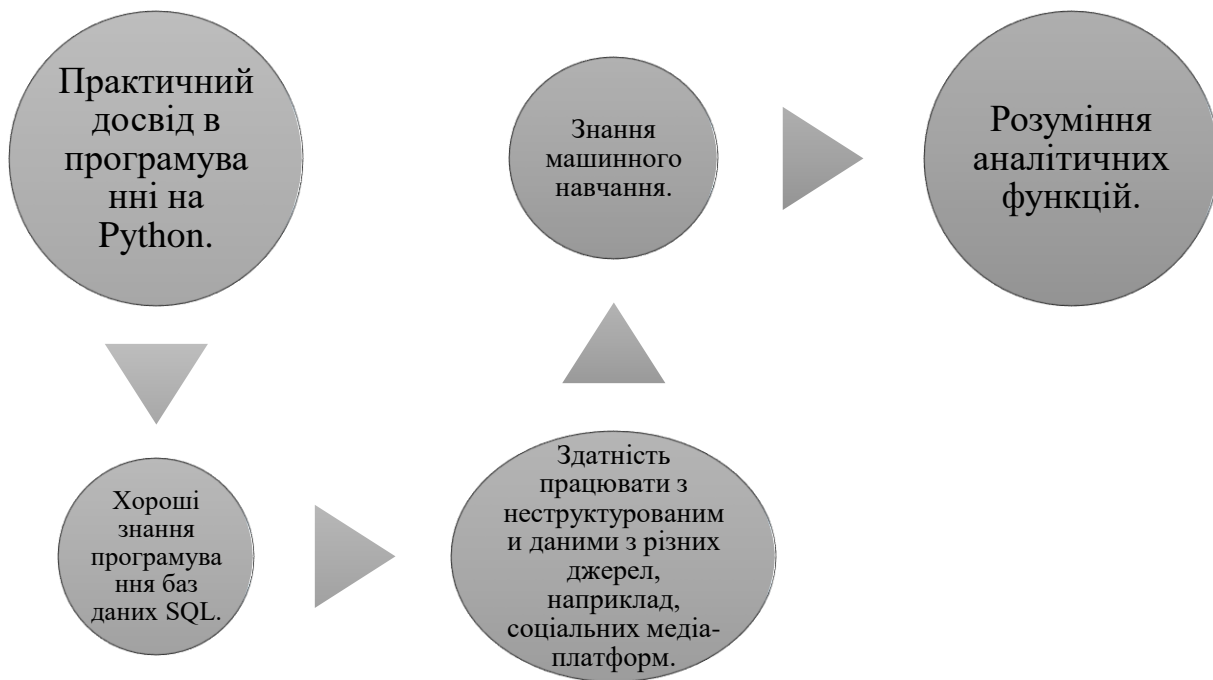 Практичний
досвід в
програмува
нні на
Python.
Хороші
знання
програмува
ння баз
даних SQL.
Здатність
працювати з
неструктурованим
и даними з різних
джерел,
наприклад,
соціальних медіа-
платформ.
Знання
машинного
навчання.
Розуміння
аналітичних
функцій.